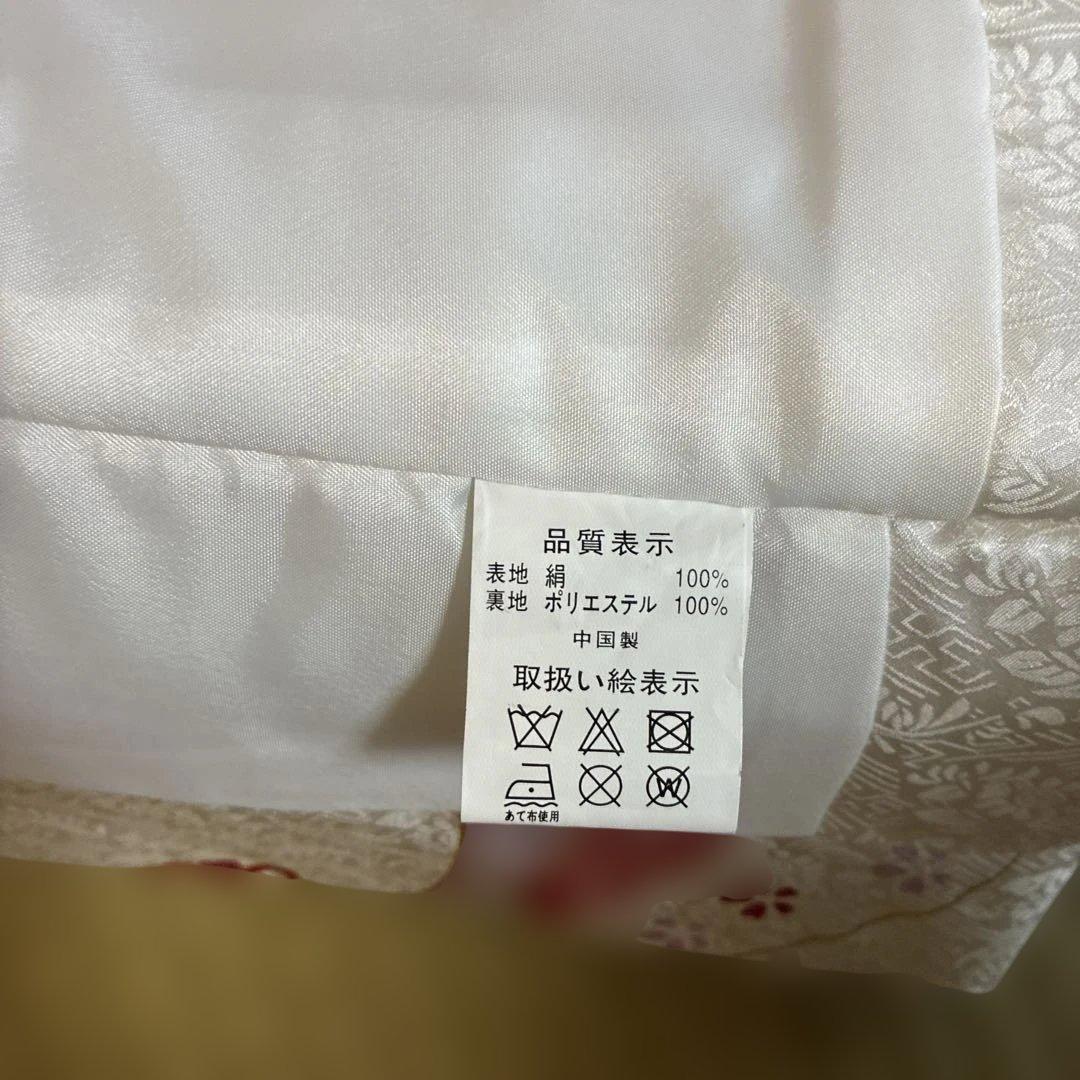 品質表示
表地 絹 100%
裏地 ポリエステル 100%
中国製
取扱い絵表示
W
あて布使用